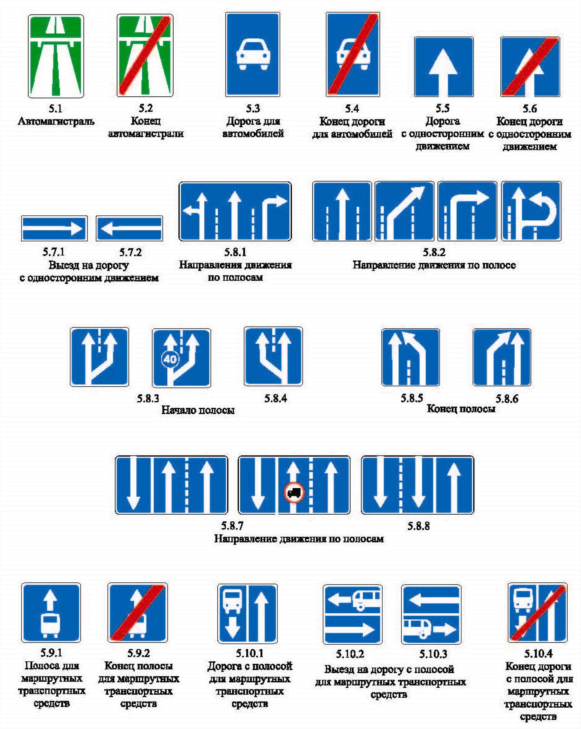 5.1
Автомагистраль
5.2
Конец
автомагистрали
5.3
Дорога для
автомобилей
5.4
Конец дороги
для автомобилей
5.5
Дорога
с односторонним
движением
5.6
Конец дороги
с односторонним
движением
5.7.1
5.7.2
Выезд на дорогу
с односторонним движением
5.8.1
Направления движения
по полосам
5.8.2
Направление движения по полосе
40
5.8.3
5.8.4
Начало полосы
5.8.5
5.8.6
Конец полосы
5.8.7
5.8.8
Направление движения по полосам
5.9.1
Полоса для
маршрутных
транспортных
средств
5.9.2
Конец полосы
для маршрутных
транспортных
средств
5.10.1
Дорога с полосой
для маршрутных
транспортных
средств
5.10.2
5.10.3
Выезд на дорогу с полосой
для маршрутных транспортных
средств
5.10.4
Конец дороги
с полосой для
маршрутных
транспортных
средств